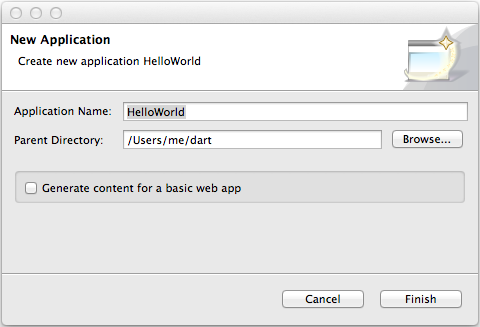 New Application
Create new application HelloWorld
Application Name: HelloWorld
Parent Directory: /Users/me/dart Browse...
Generate content for a basic web app
Cancel Finish